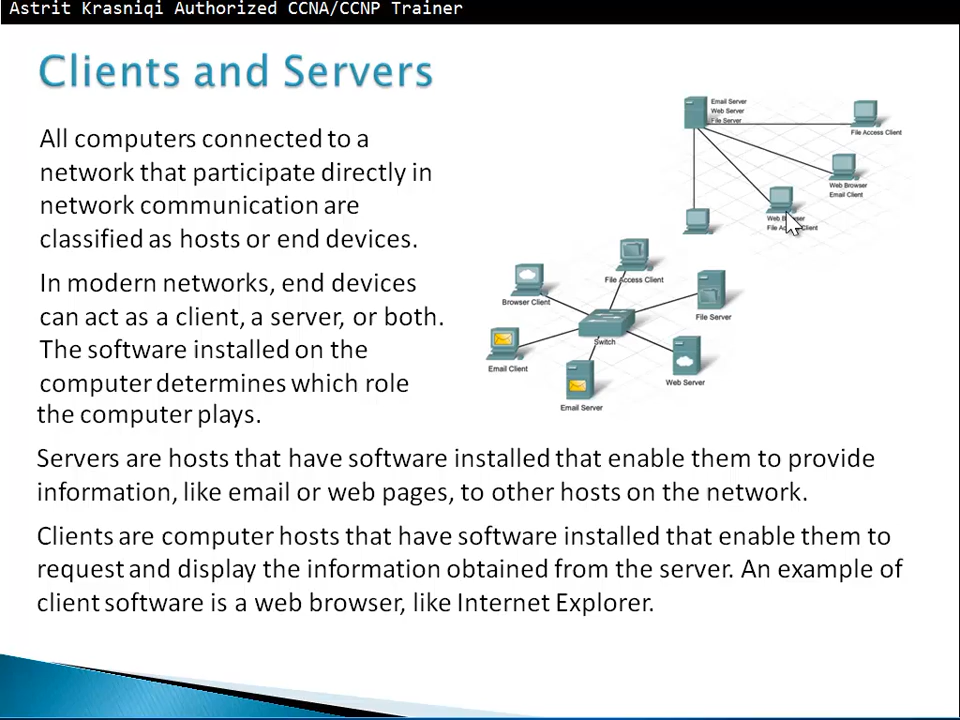 Astrit Krasniqi Authorized CCNA/CCNP Trainer
Clients and Servers
All computers connected to a
network that participate directly in
network communication are
classified as hosts or end devices.
In modern networks, end devices
can act as a client, a server, or both.
The software installed on the
computer determines which role
the computer plays.
Servers are hosts that have software installed that enable them to provide
information, like email or web pages, to other hosts on the network.
Clients are computer hosts that have software installed that enable them to
request and display the information obtained from the server. An example of
client software is a web browser, like Internet Explorer.
Email Server
Web Server
File Server
File Access Client
Web Browser
Email Client
Web Browser
File Access Client
File Access Client
Browser Client
File Server
Switch
Email Client
Web Server
Email Server